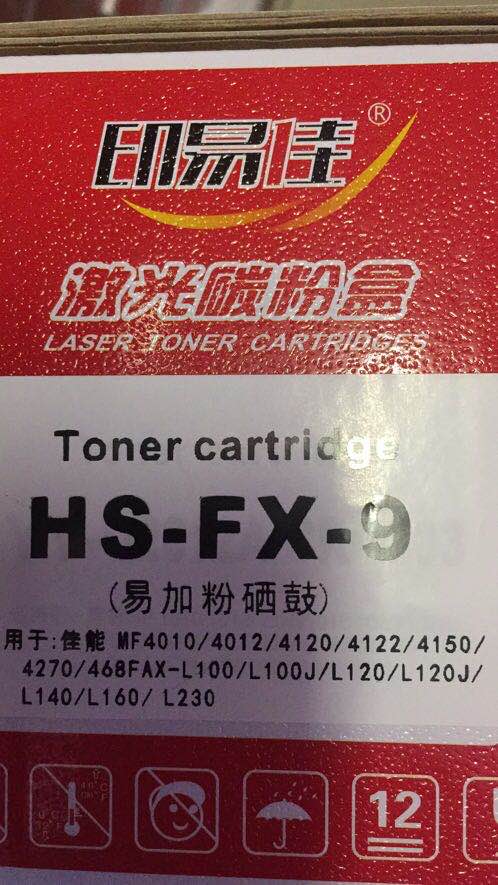 印易佳®
激光碳粉盒
LASER TONER CARTRIDGES
Toner cartridge
HS-FX-9
(易加粉硒鼓)
用于:佳能 MF4010/4012/4120/4122/4150/
4270/468FAX-L100/L100J/L120/L120J/
L140/L160/ L230
12